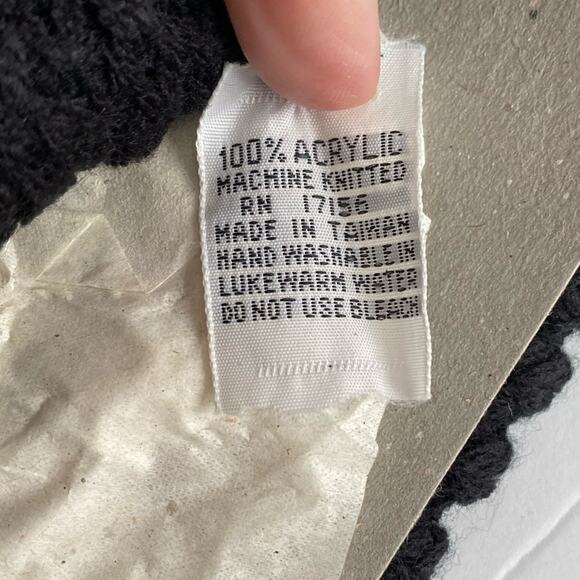 100% ACRYLIC
MACHINE KNITTED
RN 17156
MADE IN TAIWAN
HAND WASHABLE IN
LUKEWARM WATER
DO NOT USE BLEACH